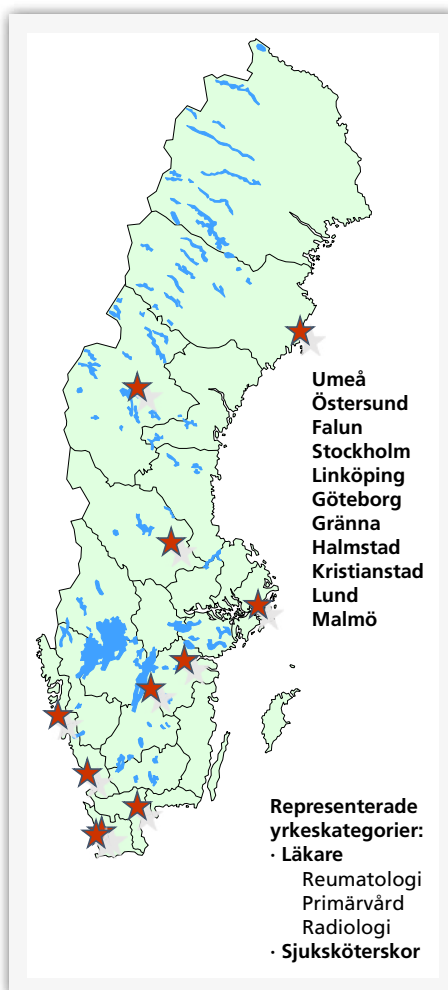 Umeå
Östersund
Falun
Stockholm
Linköping
Göteborg
Gränna
Halmstad
Kristianstad
Lund
Malmö
Representerade
yrkeskategorier:
· Läkare
Reumatologi
Primärvård
Radiologi
· Sjuksköterskor